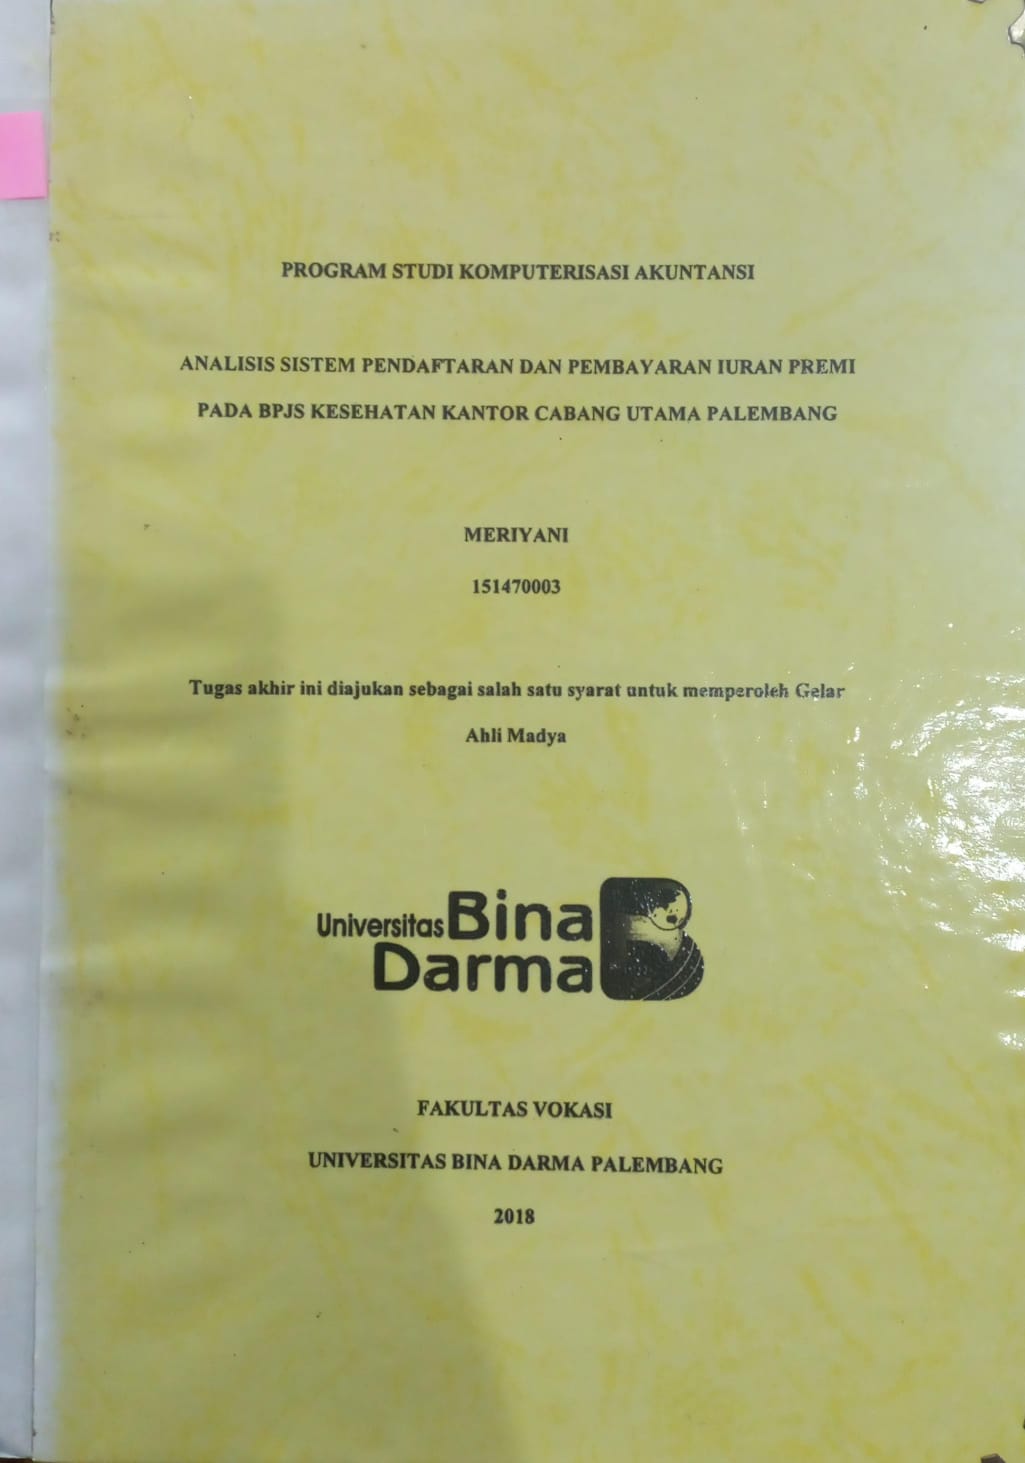 PROGRAM STUDI KOMPUTERISASI AKUNTANSI
ANALISIS SISTEM PENDAFTARAN DAN PEMBAYARAN IURAN PREMI
PADA BPJS KESEHATAN KANTOR CABANG UTAMA PALEMBANG
MERIYANI
151470003
Tugas akhir ini diajukan sebagai salah satu syarat untuk memperoleh Gelar
Ahli Madya
Universitas Bina
Darma
FAKULTAS VOKASI
UNIVERSITAS BINA DARMA PALEMBANG
2018